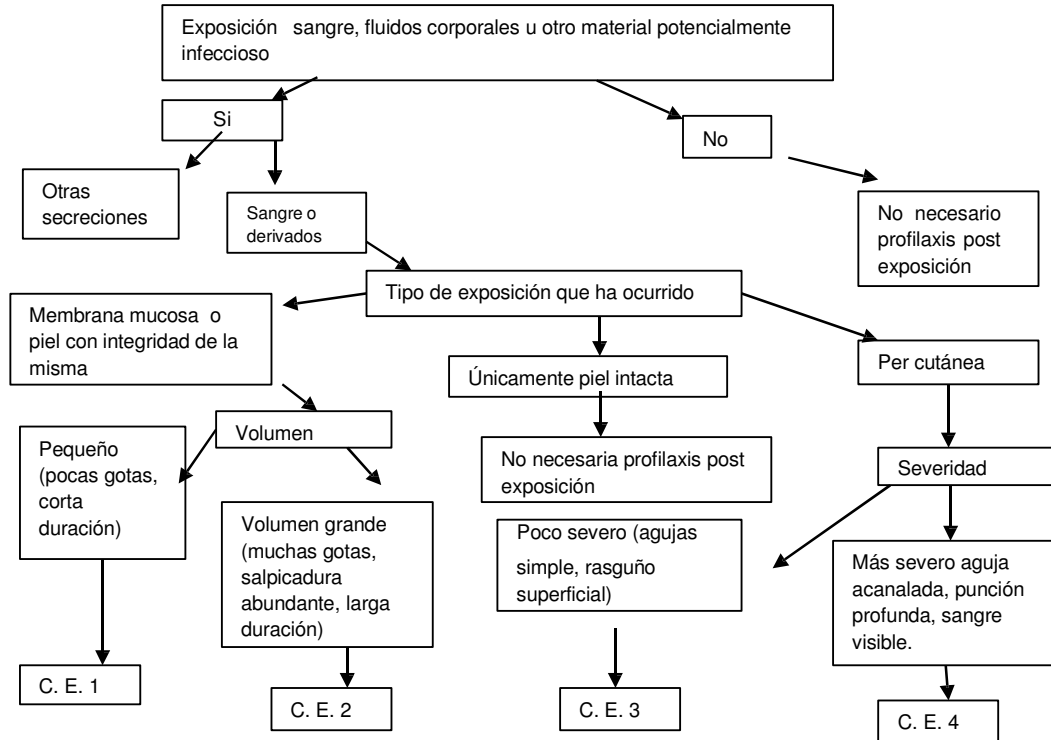 Exposición sangre, fluidos corporales u otro material potencialmente
infeccioso
Si
No
Otras
secreciones
Sangre o
derivados
No necesario
profilaxis post
exposición
Tipo de exposición que ha ocurrido
Membrana mucosa o
piel con integridad de la
misma
Únicamente piel intacta
Per cutánea
Volumen
Pequeño
(pocas gotas,
corta
duración)
No necesaria profilaxis post
exposición
Severidad
Volumen grande
(muchas gotas,
salpicadura
abundante, larga
duración)
Poco severo (agujas
simple, rasguño
superficial)
Más severo aguja
acanalada, punción
profunda, sangre
visible.
C. E. 1
C. E. 2
C. E. 3
C. E. 4